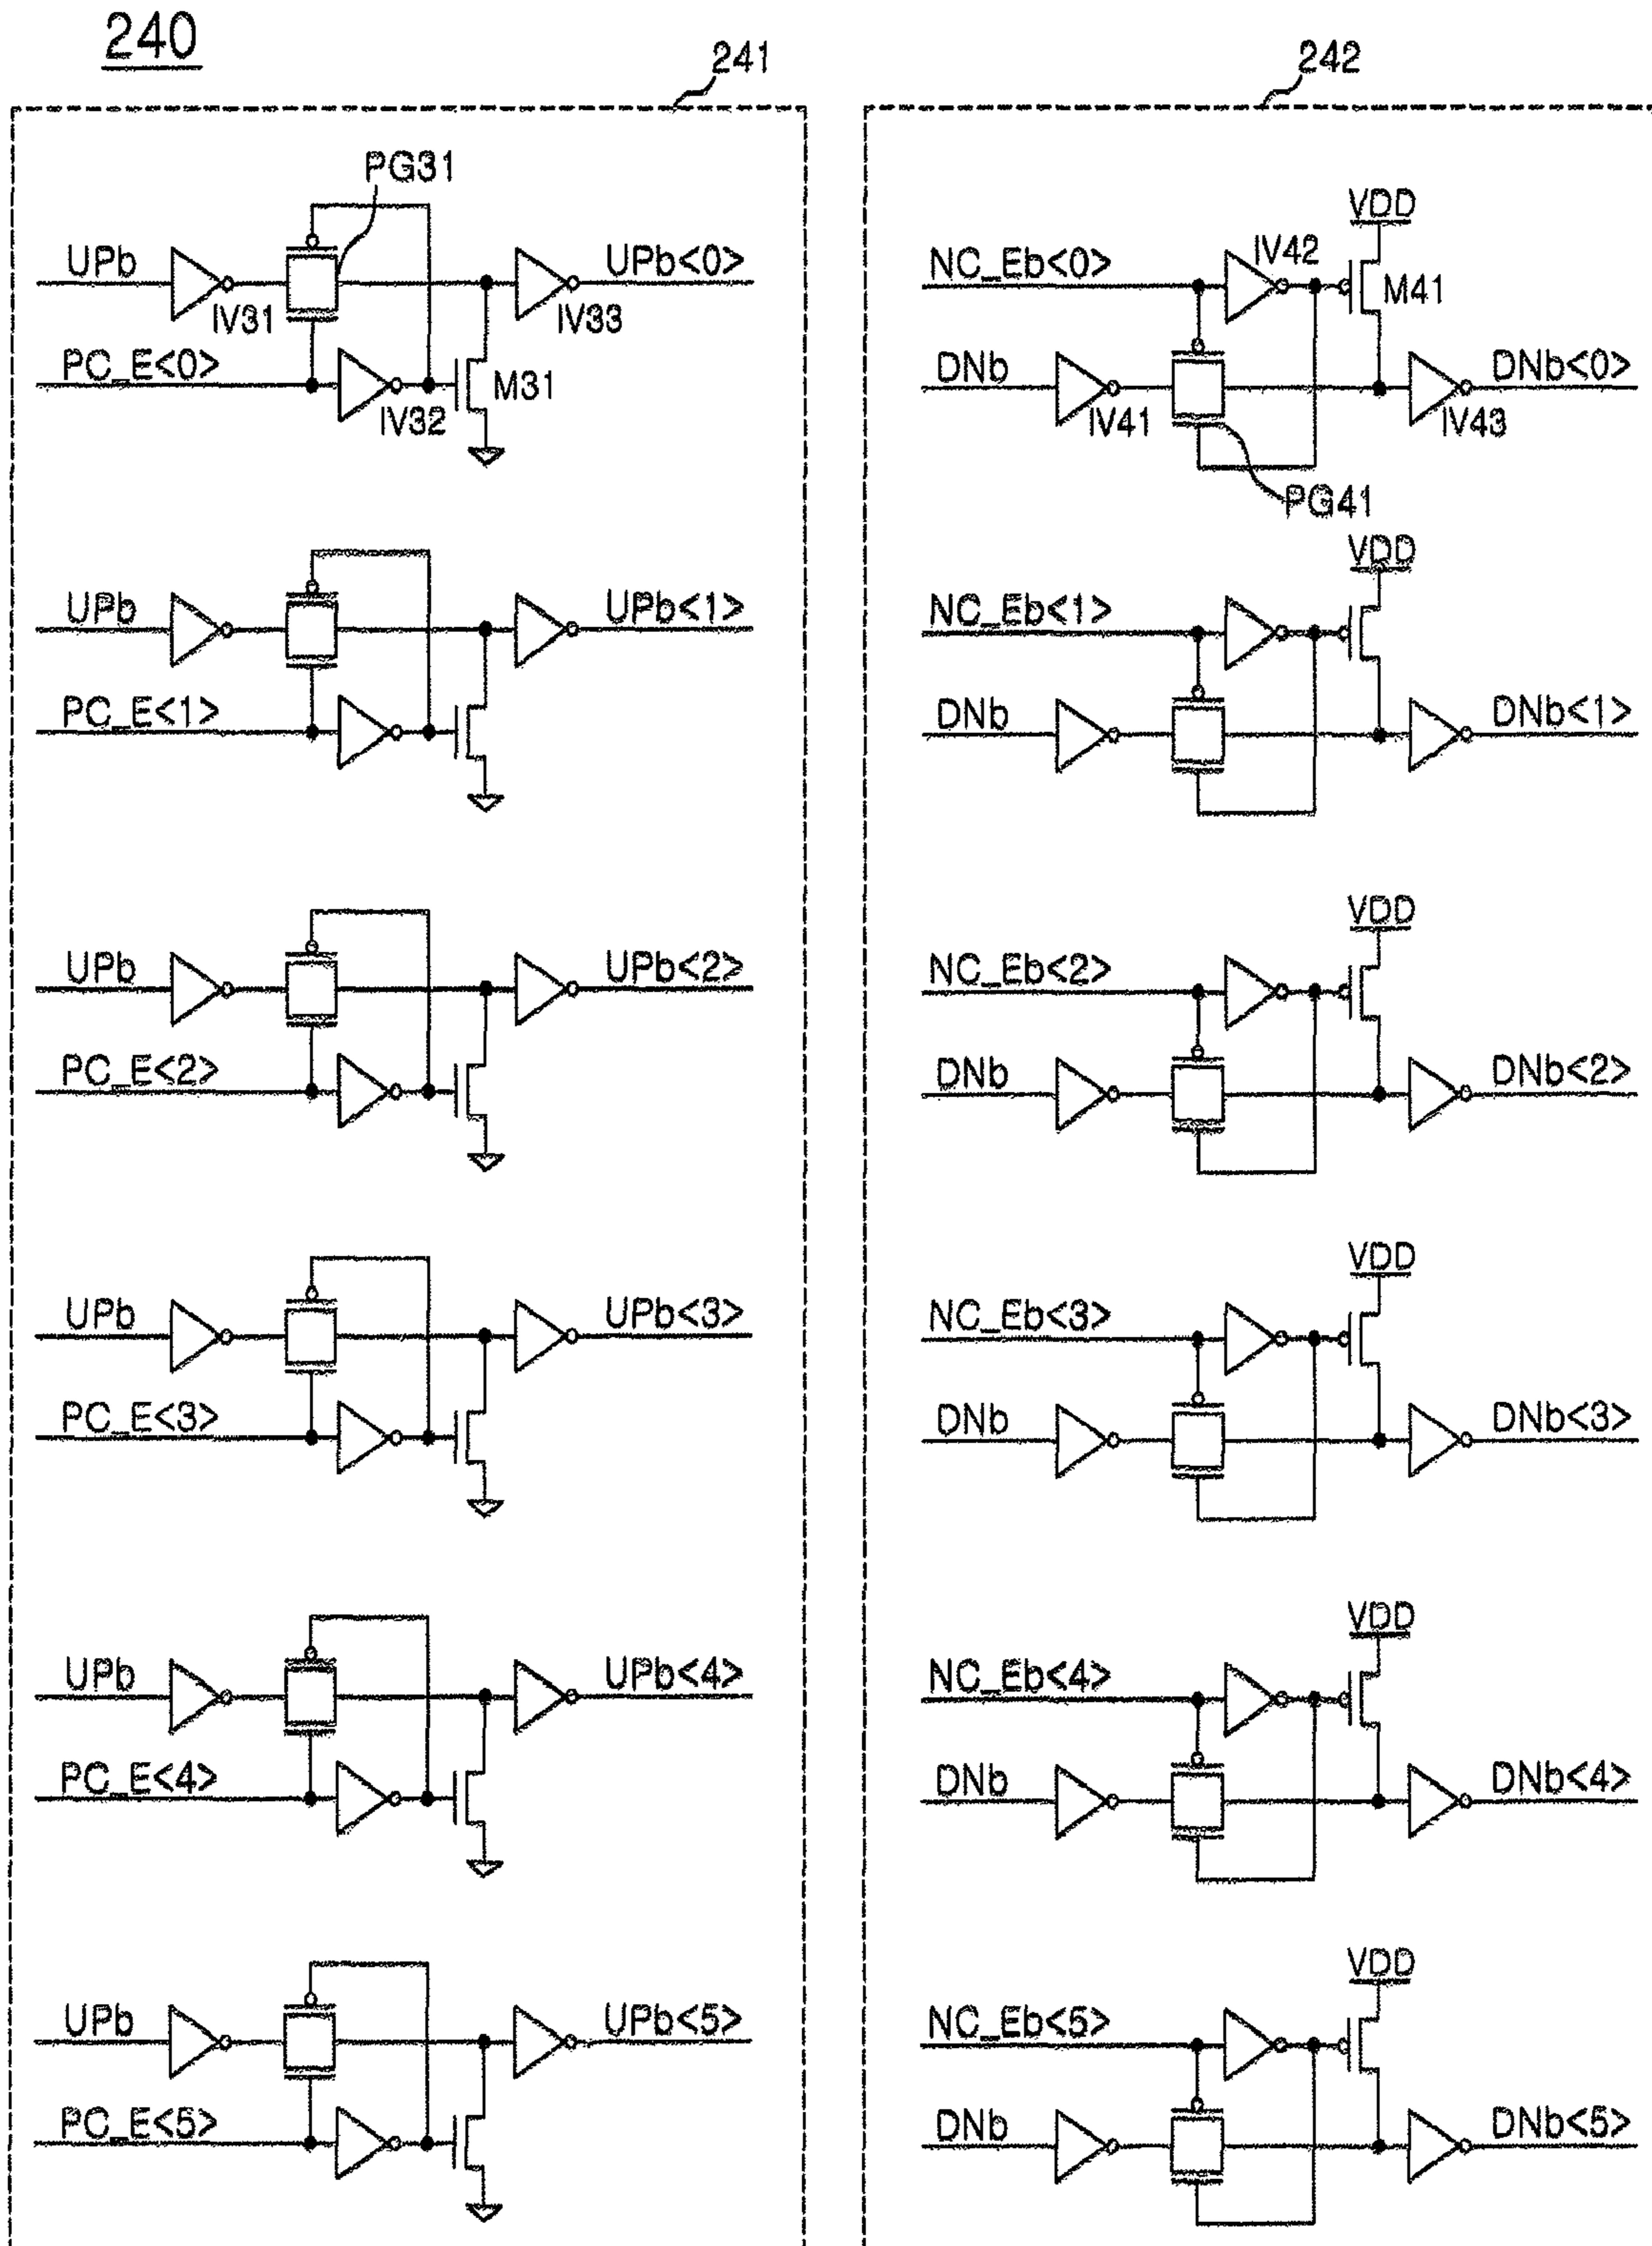 240
241
242
PG31
UPb
IV31
UPb<0>
IV33
PC_E<0>
IV32
M31
VDD
NC_Eb<0>
IV42
M41
DNb
IV41
DNb<0>
IV43
PG41
UPb
UPb<1>
PC_E<1>
VDD
NC_Eb<1>
DNb
DNb<1>
UPb
UPb<2>
PC_E<2>
VDD
NC_Eb<2>
DNb
DNb<2>
UPb
UPb<3>
PC_E<3>
VDD
NC_Eb<3>
DNb
DNb<3>
UPb
UPb<4>
PC_E<4>
VDD
NC_Eb<4>
DNb
DNb<4>
UPb
UPb<5>
PC_E<5>
VDD
NC_Eb<5>
DNb
DNb<5>